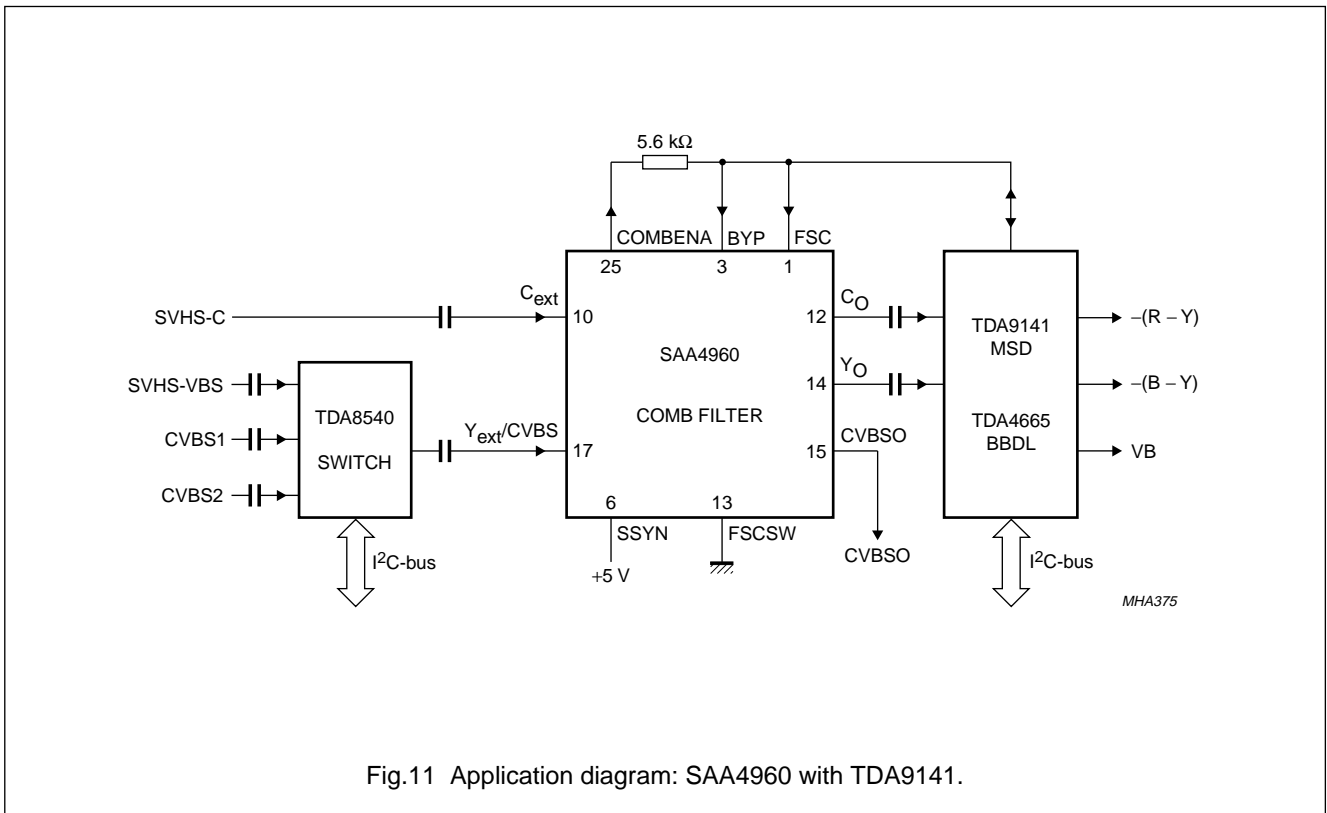 5.6 kΩ
COMBENA BYP FSC
25 3 1
SVHS-C
C_ext
10
12
C_O
SAA4960
COMB FILTER
TDA9141
MSD
TDA4665
BBDL
−(R − Y)
SVHS-VBS
CVBS1
CVBS2
TDA8540
SWITCH
Y_ext/CVBS
17
14
Y_O
−(B − Y)
15
CVBSO
VB
6 13
SSYN FSCSW
+5 V
CVBSO
I²C-bus
I²C-bus
MHA375
Fig.11 Application diagram: SAA4960 with TDA9141.